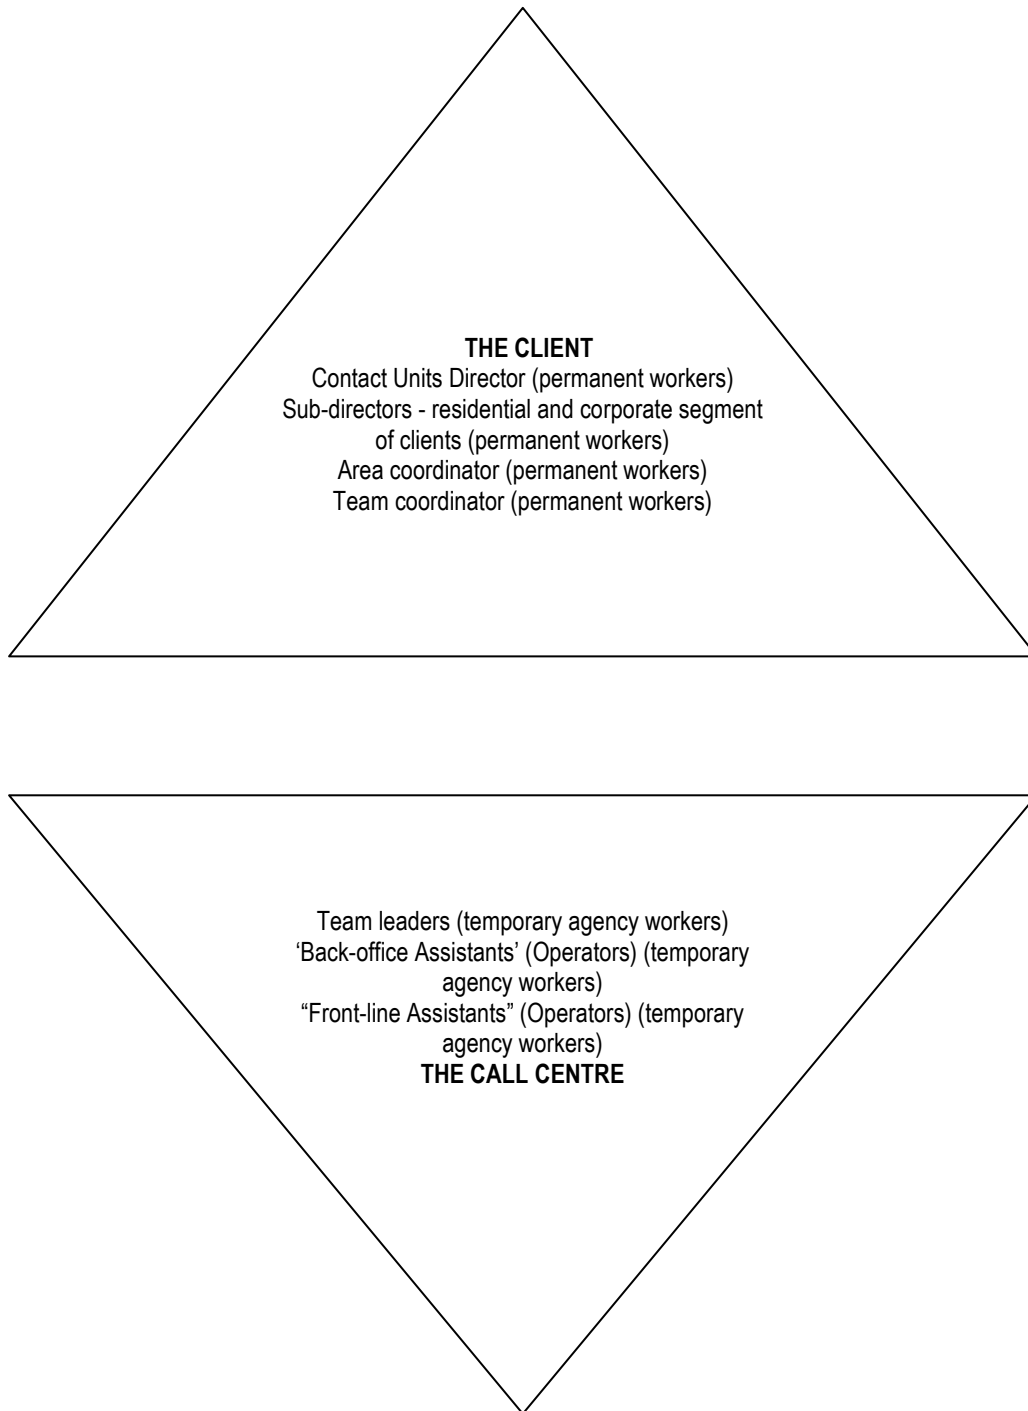 THE CLIENT
Contact Units Director (permanent workers)
Sub-directors - residential and corporate segment
of clients (permanent workers)
Area coordinator (permanent workers)
Team coordinator (permanent workers)
Team leaders (temporary agency workers)
‘Back-office Assistants’ (Operators) (temporary
agency workers)
“Front-line Assistants” (Operators) (temporary
agency workers)
THE CALL CENTRE